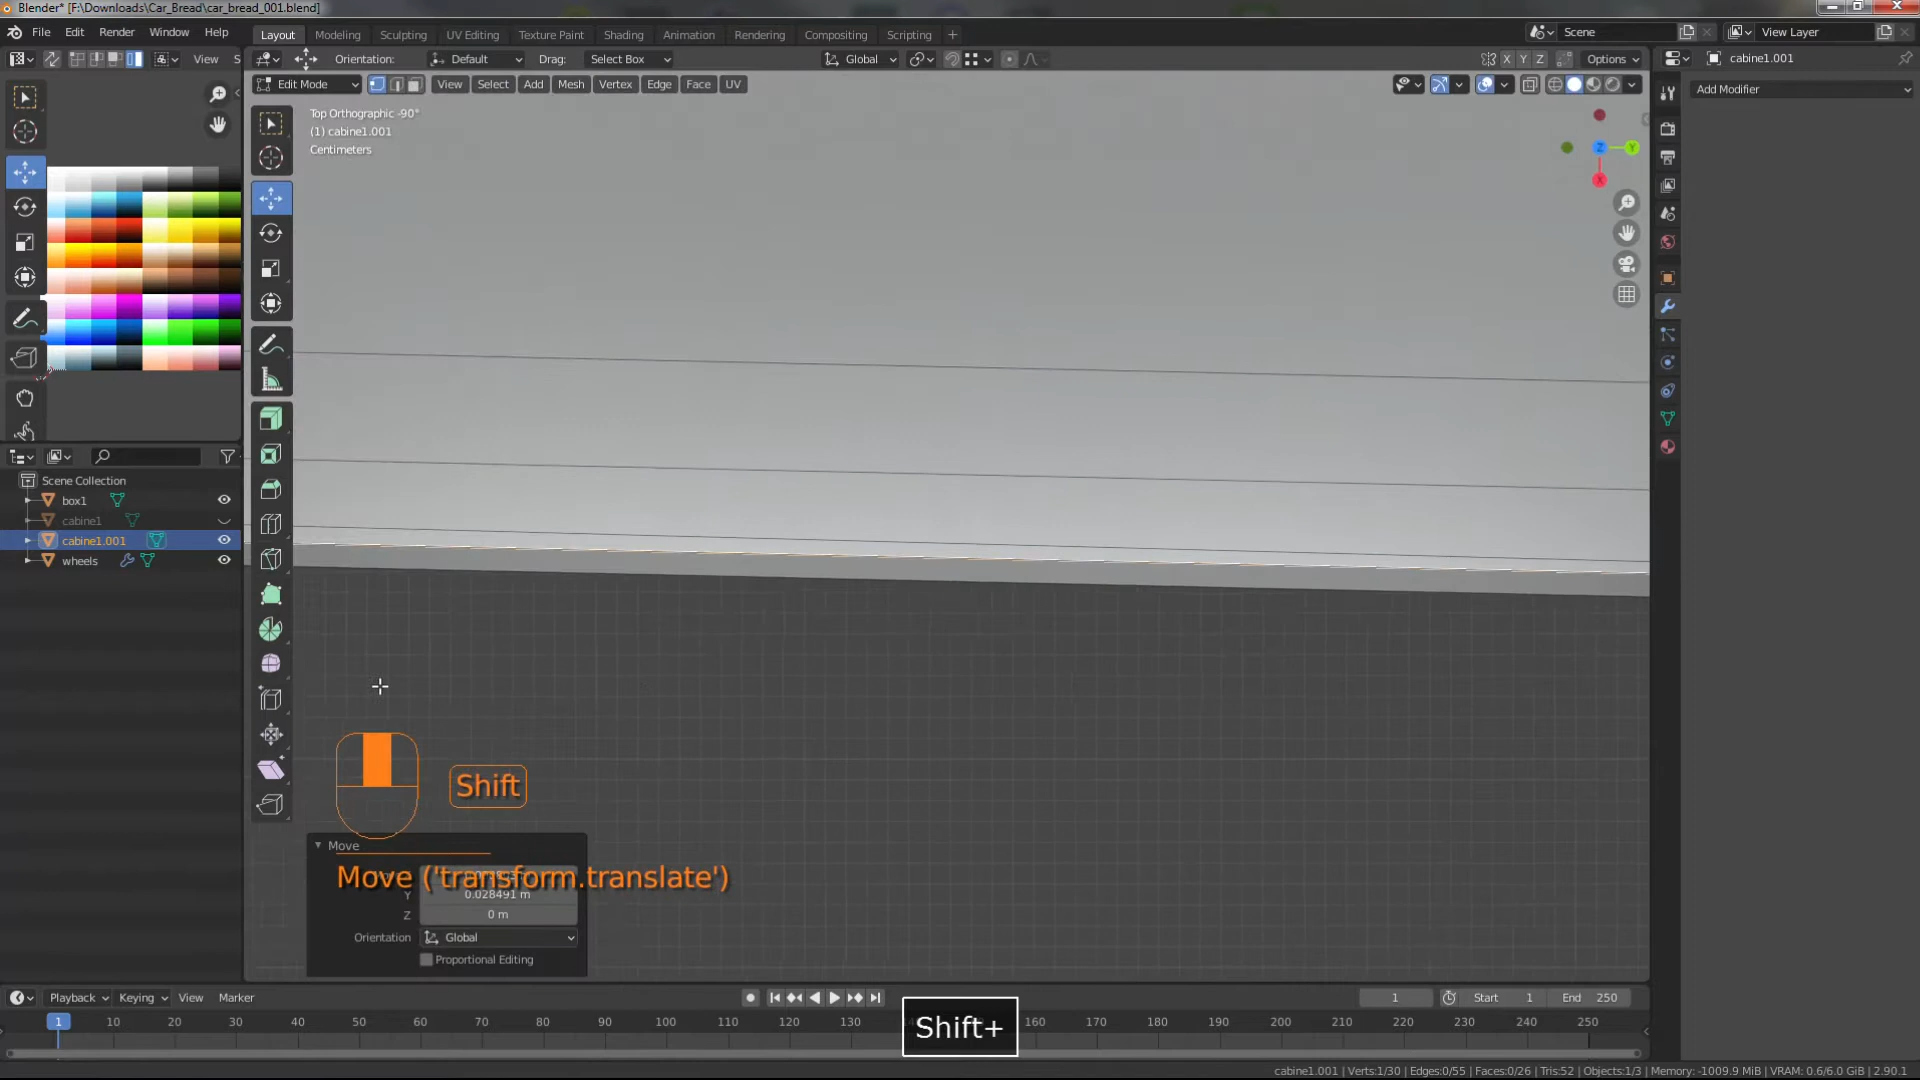 Blender* [F:\Downloads\Car_Bread\car_bread_001.blend]
File Edit Render Window Help
Layout Modeling Sculpting UV Editing Texture Paint Shading Animation Rendering Compositing Scripting +
Scene View Layer
View S
Orientation: Default Drag: Select Box Global X Y Z Options
cabine1.001
Edit Mode View Select Add Mesh Vertex Edge Face UV
Add Modifier
Top Orthographic -90°
(1) cabine1.001
Centimeters
Z Y
X
Scene Collection
box1
cabine1
cabine1.001
wheels
Shift
Move
Move ('transform.translate')
Y 0.028491 m
Z 0 m
Orientation Global
Proportional Editing
Playback Keying View Marker
1 Start 1 End 250
1 10 20 30 40 50 60 70 80 90 100 110 120 130 160 170 180 190 200 210 220 230 240 250
Shift+
cabine1.001 | Verts:1/30 | Edges:0/55 | Faces:0/26 | Tris:52 | Objects:1/3 | Memory: -1009.9 MiB | VRAM: 0.6/6.0 GiB | 2.90.1